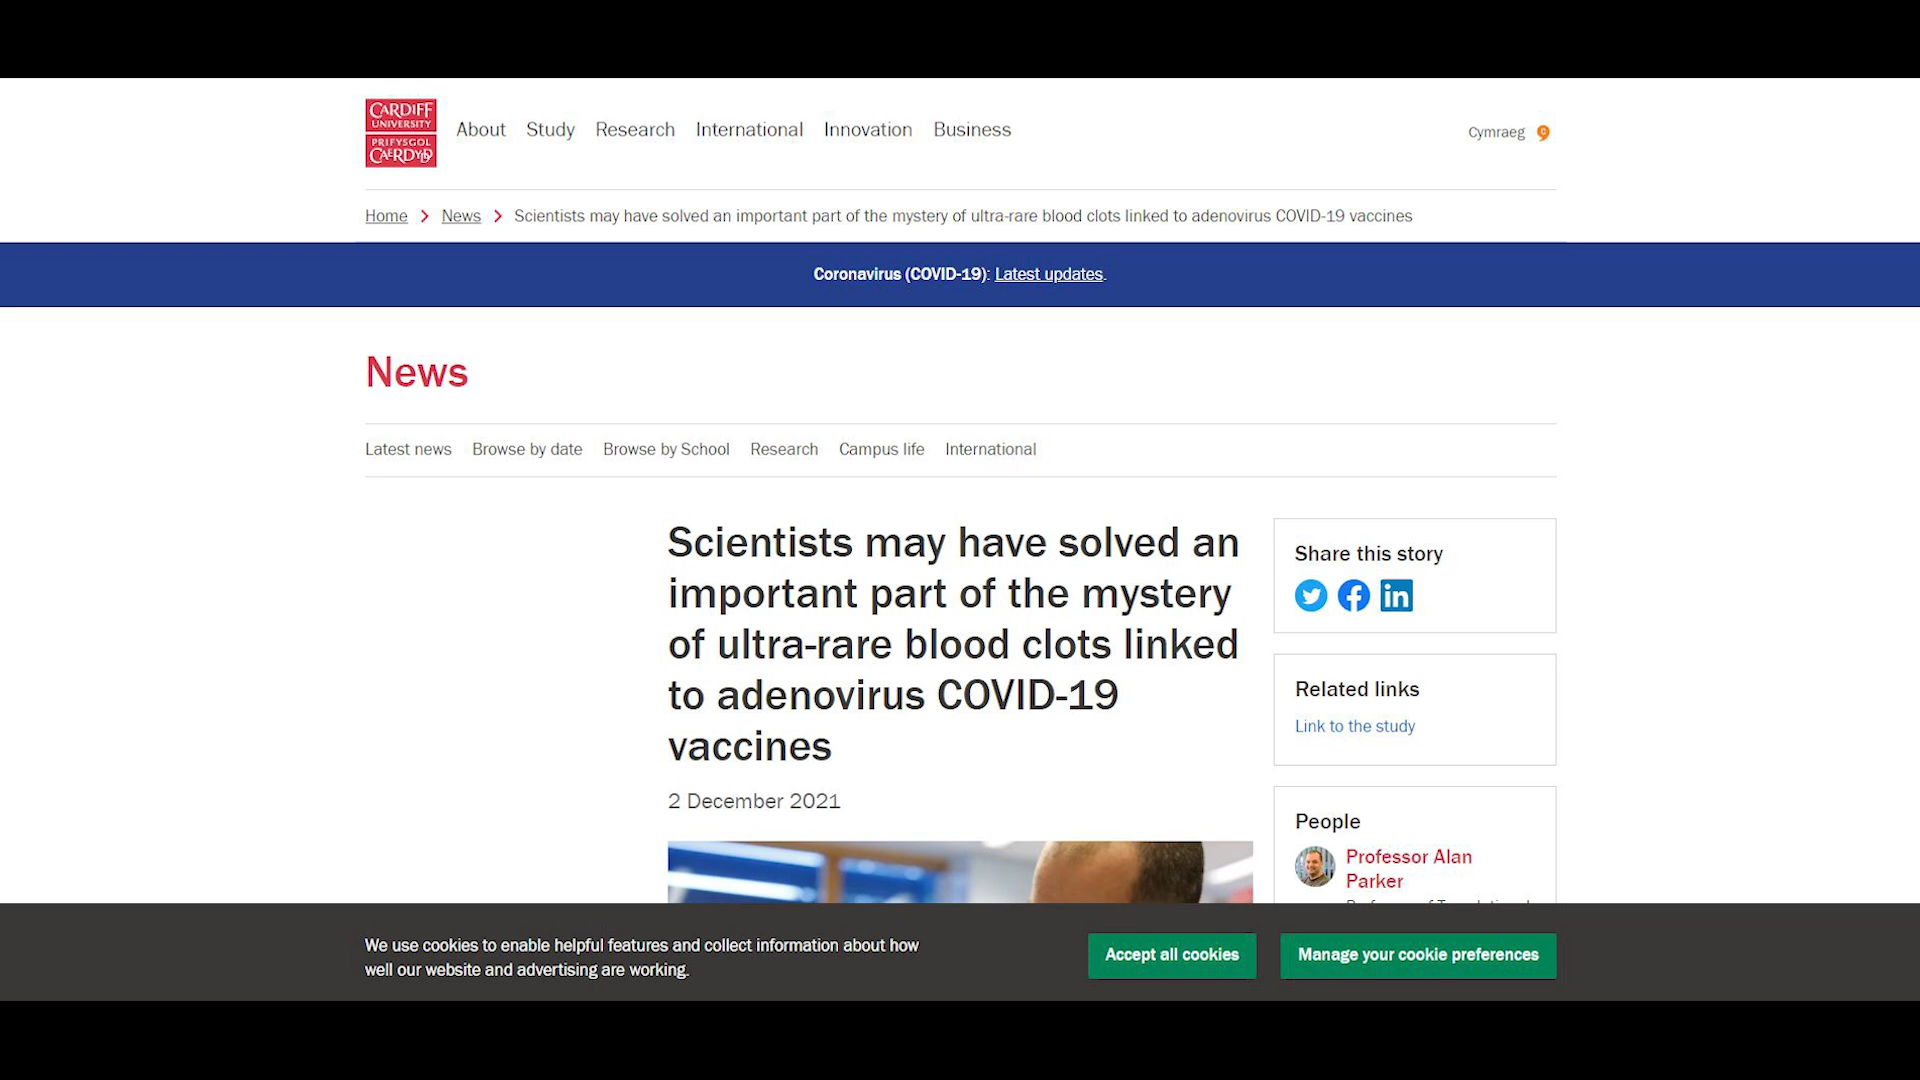 CARDIFF
UNIVERSITY
PRIFYSGOL
CAERDYDD
About Study Research International Innovation Business
Cymraeg
Home News Scientists may have solved an important part of the mystery of ultra-rare blood clots linked to adenovirus COVID-19 vaccines
Coronavirus (COVID-19): Latest updates.
News
Latest news Browse by date Browse by School Research Campus life International
Scientists may have solved an
important part of the mystery
of ultra-rare blood clots linked
to adenovirus COVID-19
vaccines
2 December 2021
Share this story
Related links
Link to the study
People
Professor Alan
Parker
We use cookies to enable helpful features and collect information about how
well our website and advertising are working.
Accept all cookies
Manage your cookie preferences